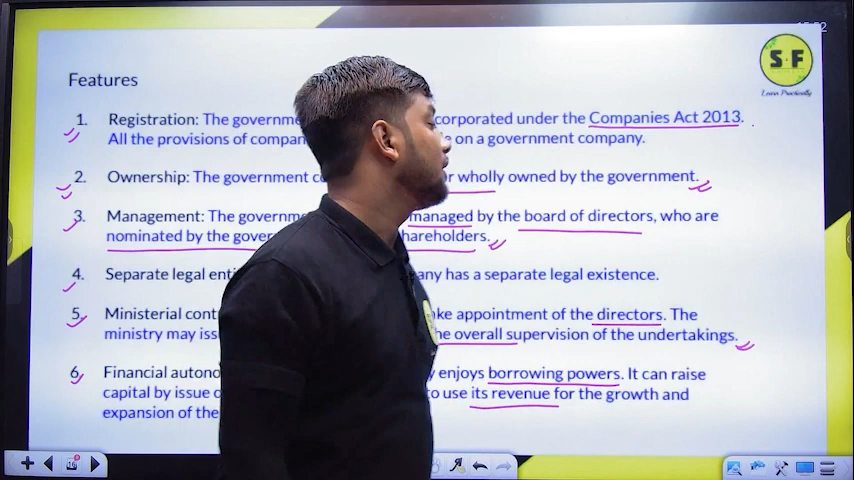 15:52
S.F
Learn Practically
Features
1. Registration: The governme corporated under the Companies Act 2013.
All the provisions of compan e on a government company.
2. Ownership: The government c or wholly owned by the government.
3. Management: The governme managed by the board of directors, who are
nominated by the gover hareholders.
4. Separate legal enti any has a separate legal existence.
5. Ministerial cont ke appointment of the directors. The
ministry may iss he overall supervision of the undertakings.
6. Financial autono y enjoys borrowing powers. It can raise
capital by issue o to use its revenue for the growth and
expansion of the